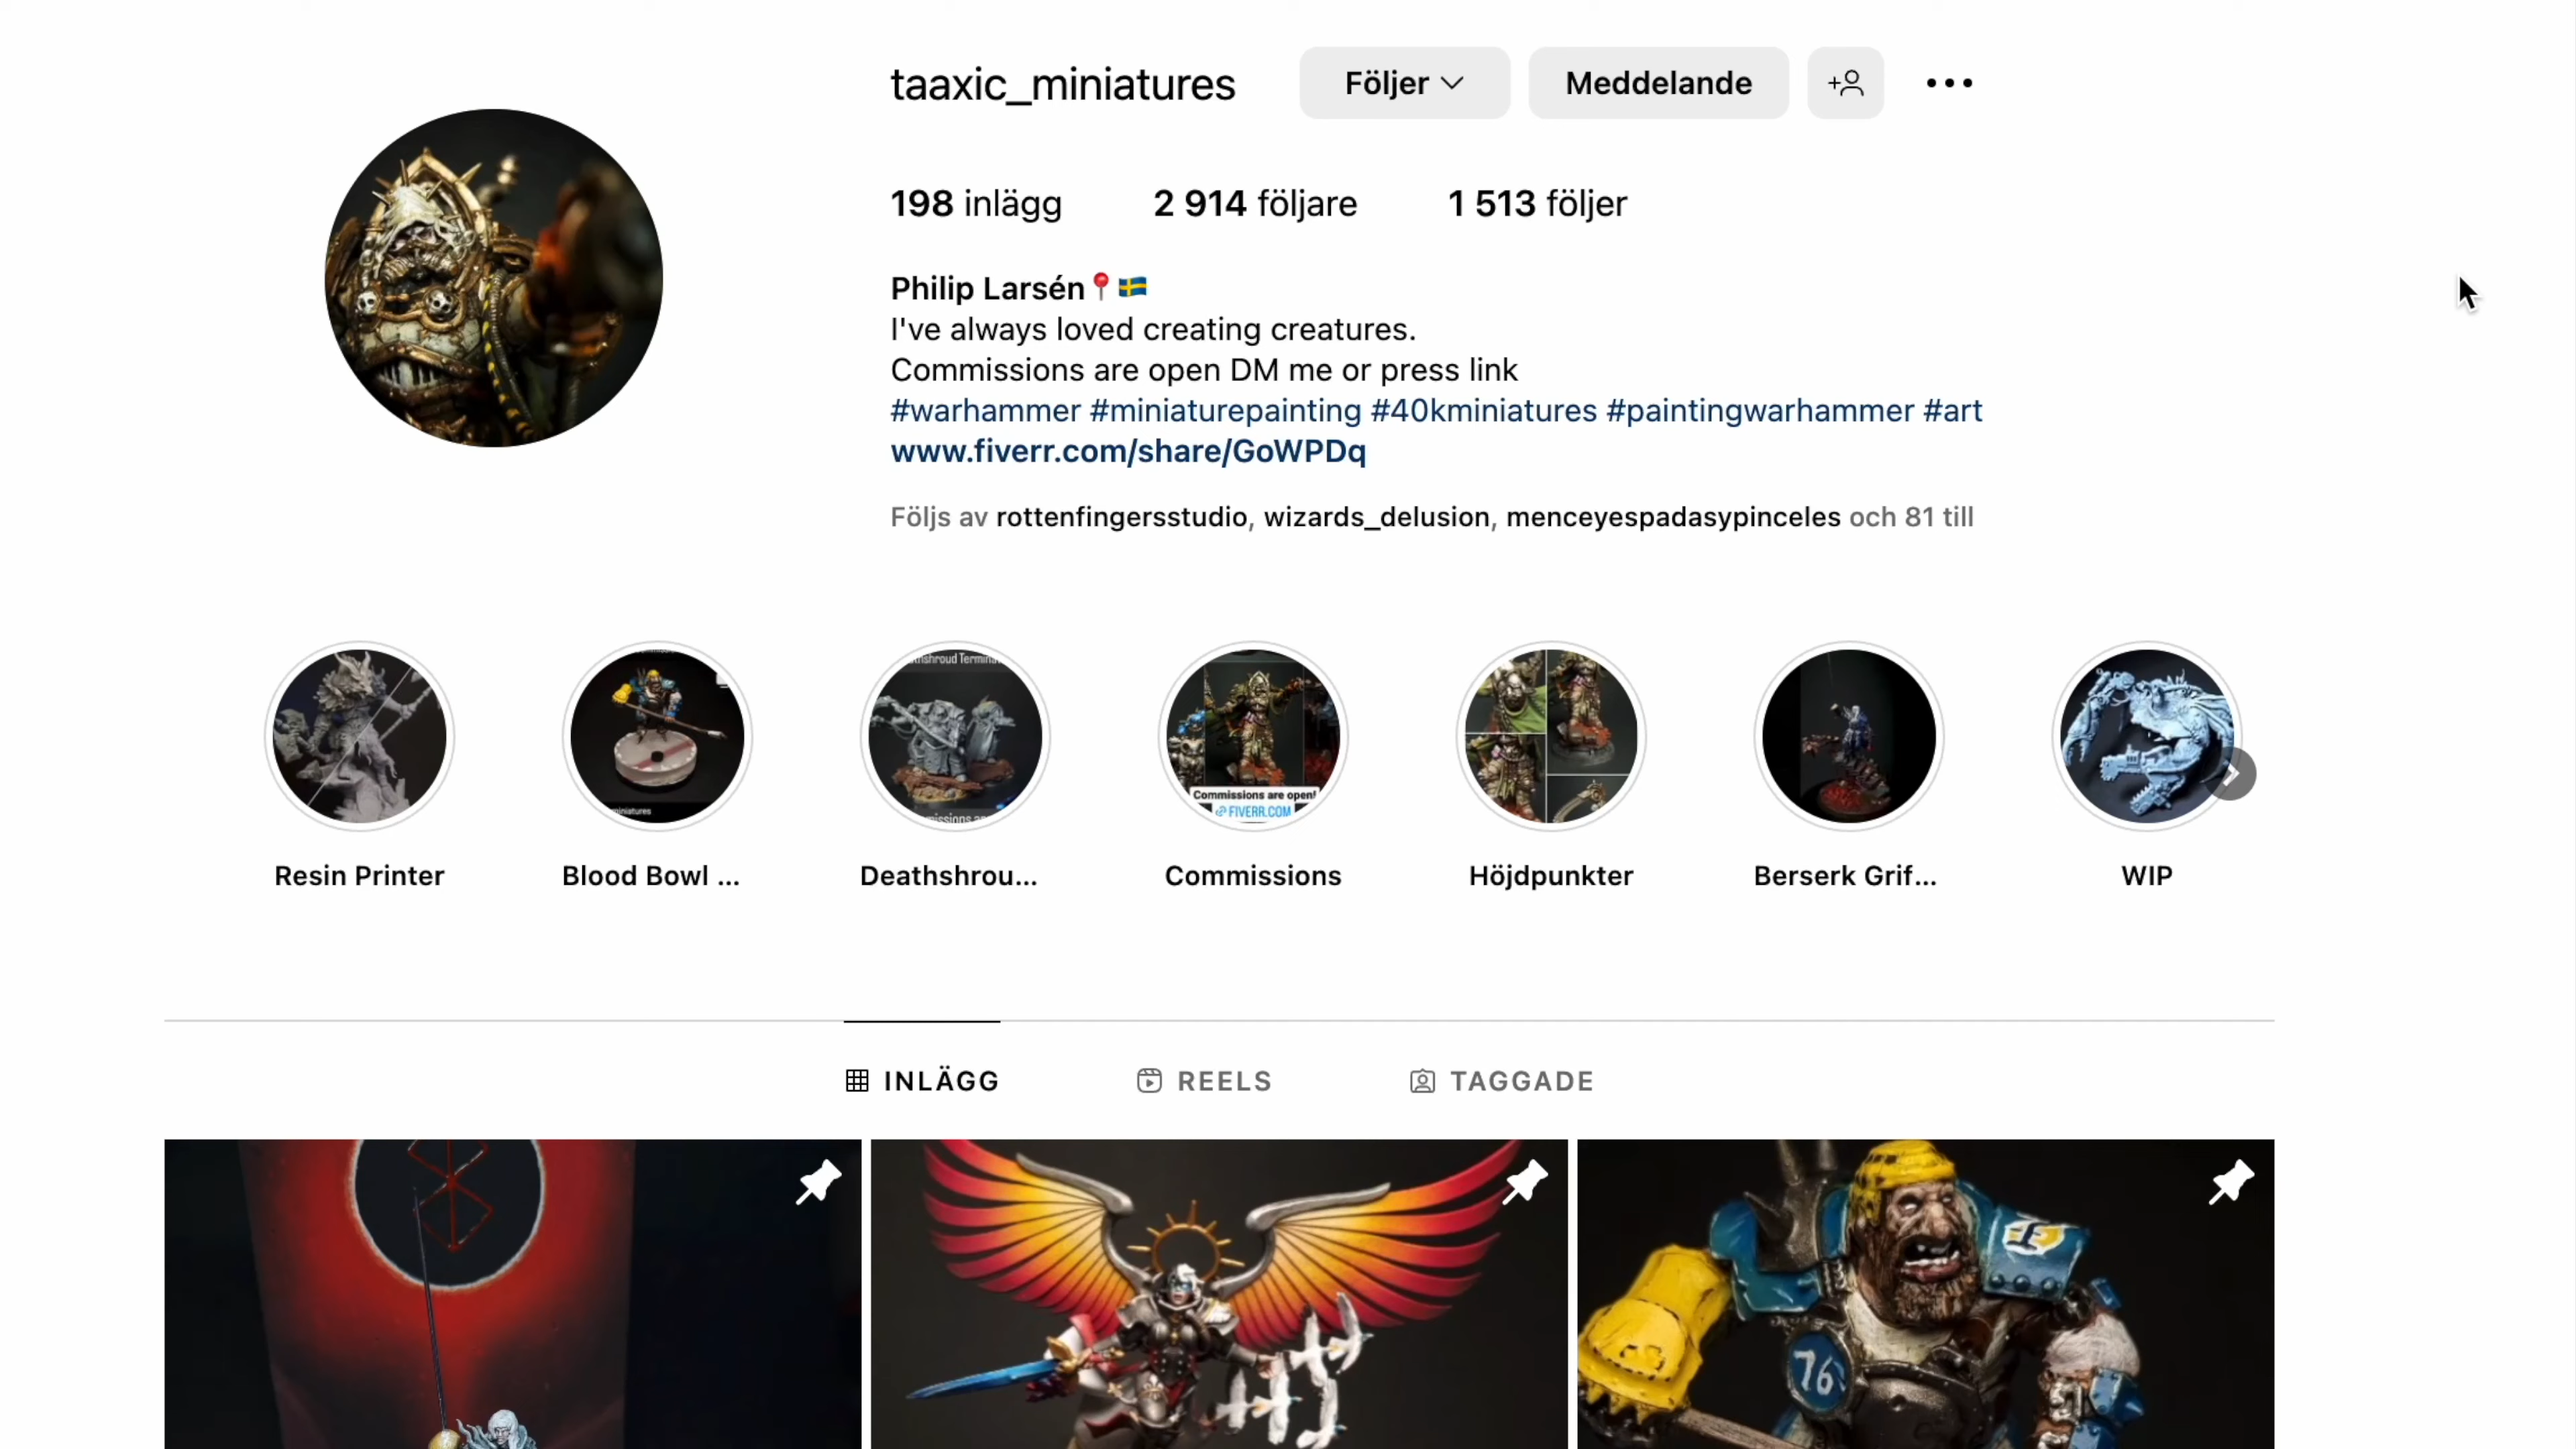 taaxic_miniatures
Följer
Meddelande
198 inlägg
2 914 följare
1 513 följer
Philip Larsén
I've always loved creating creatures.
Commissions are open DM me or press link
#warhammer #miniaturepainting #40kminiatures #paintingwarhammer #art
www.fiverr.com/share/GoWPDq
Följs av rottenfingersstudio, wizards_delusion, menceyespadasypinceles och 81 till
Commissions are open!
FIVERR.COM
Resin Printer
Blood Bowl ...
Deathshrou...
Commissions
Höjdpunkter
Berserk Grif...
WIP
INLÄGG
REELS
TAGGADE
76